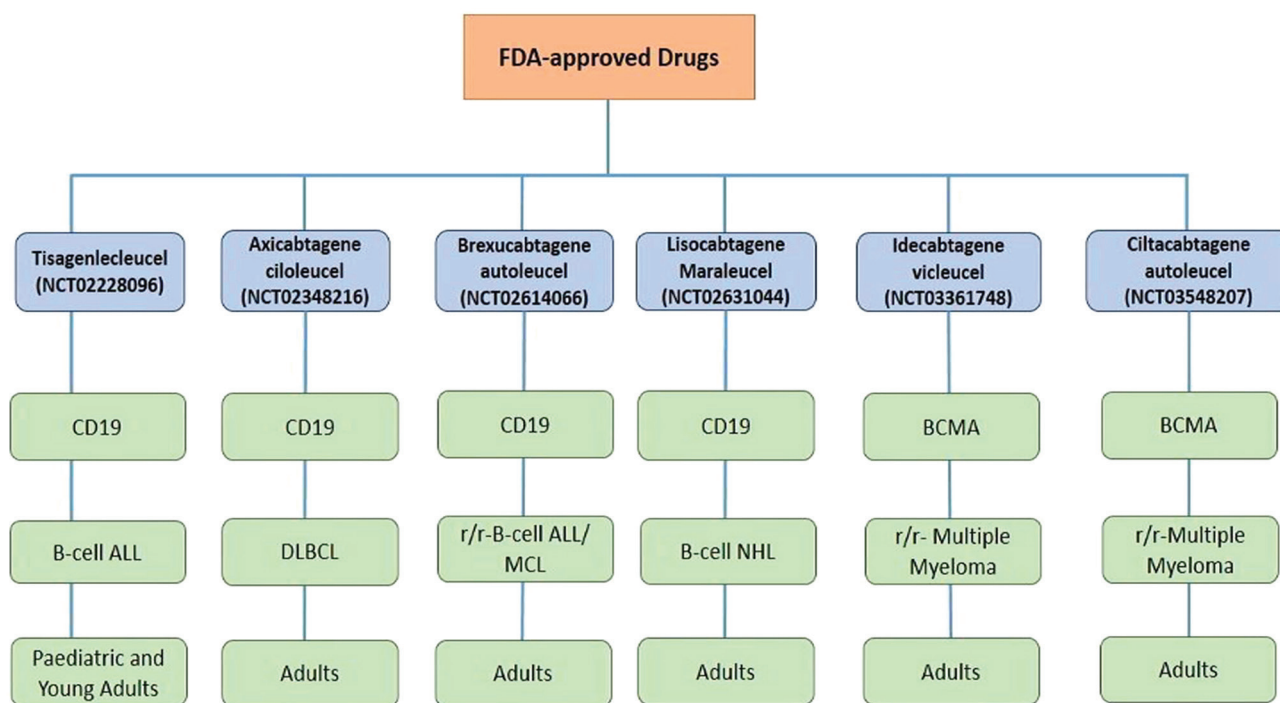 FDA-approved Drugs
Tisagenlecleucel
(NCT02228096)
Axicabtagene
ciloleucel
(NCT02348216)
Brexucabtagene
autoleucel
(NCT02614066)
Lisocabtagene
Maraleucel
(NCT02631044)
Idecabtagene
vicleucel
(NCT03361748)
Ciltacabtagene
autoleucel
(NCT03548207)
CD19
CD19
CD19
CD19
BCMA
BCMA
B-cell ALL
DLBCL
r/r-B-cell ALL/
MCL
B-cell NHL
r/r- Multiple
Myeloma
r/r-Multiple
Myeloma
Paediatric and
Young Adults
Adults
Adults
Adults
Adults
Adults